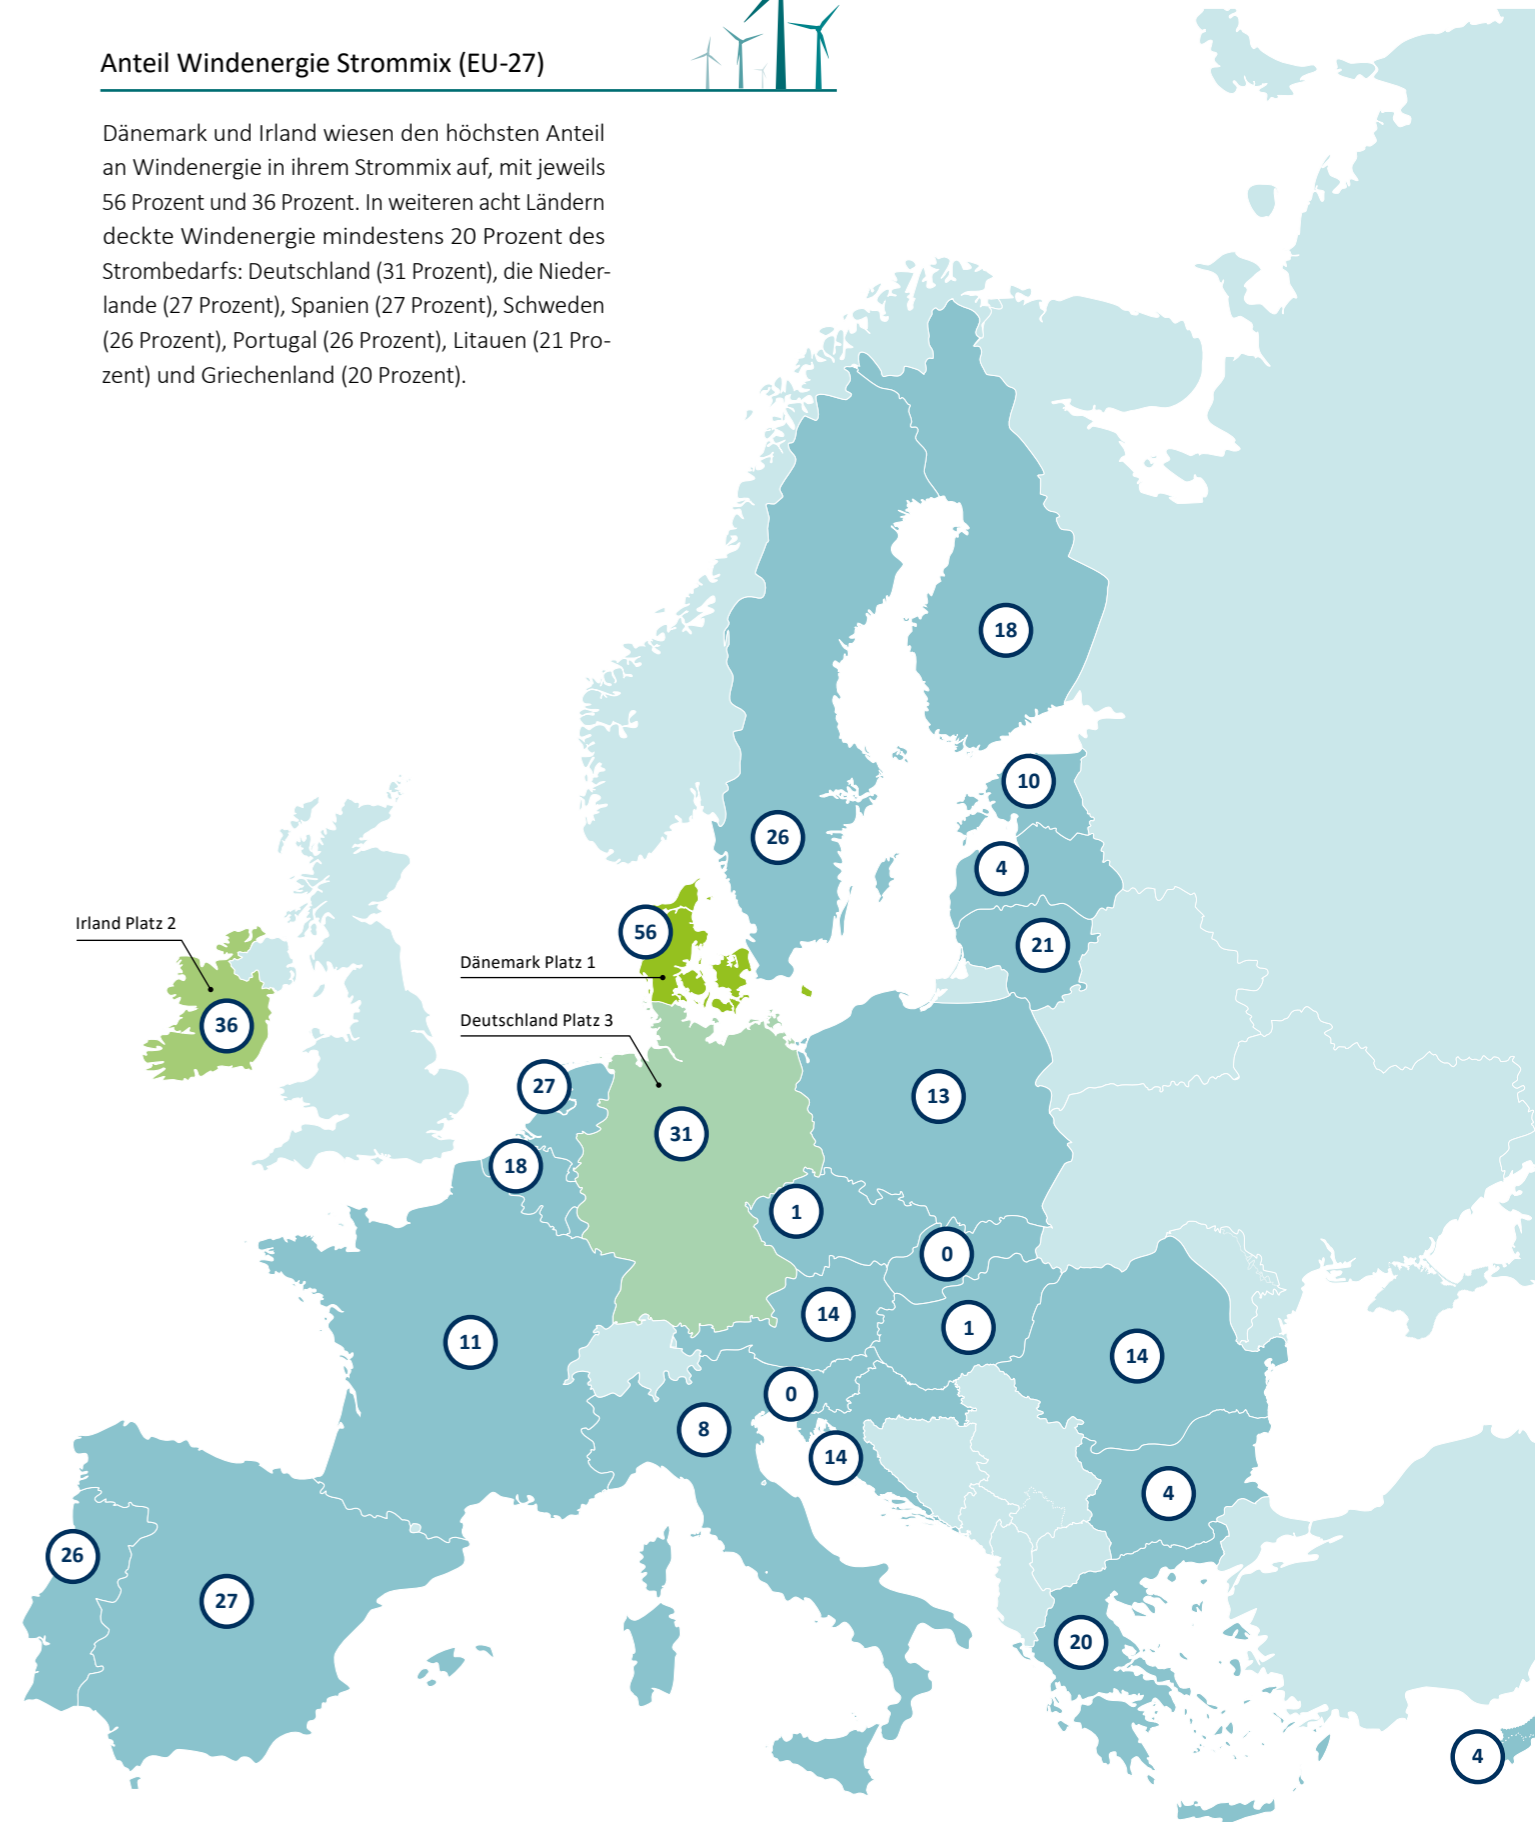 Anteil Windenergie Strommix (EU-27)
Dänemark und Irland wiesen den höchsten Anteil
an Windenergie in ihrem Strommix auf, mit jeweils
56 Prozent und 36 Prozent. In weiteren acht Ländern
deckte Windenergie mindestens 20 Prozent des
Strombedarfs: Deutschland (31 Prozent), die Nieder-
lande (27 Prozent), Spanien (27 Prozent), Schweden
(26 Prozent), Portugal (26 Prozent), Litauen (21 Pro-
zent) und Griechenland (20 Prozent).
18
10
26
4
Irland Platz 2
56
21
Dänemark Platz 1
36
Deutschland Platz 3
27
13
31
18
1
0
14
1
11
14
0
8
14
4
26
27
20
4